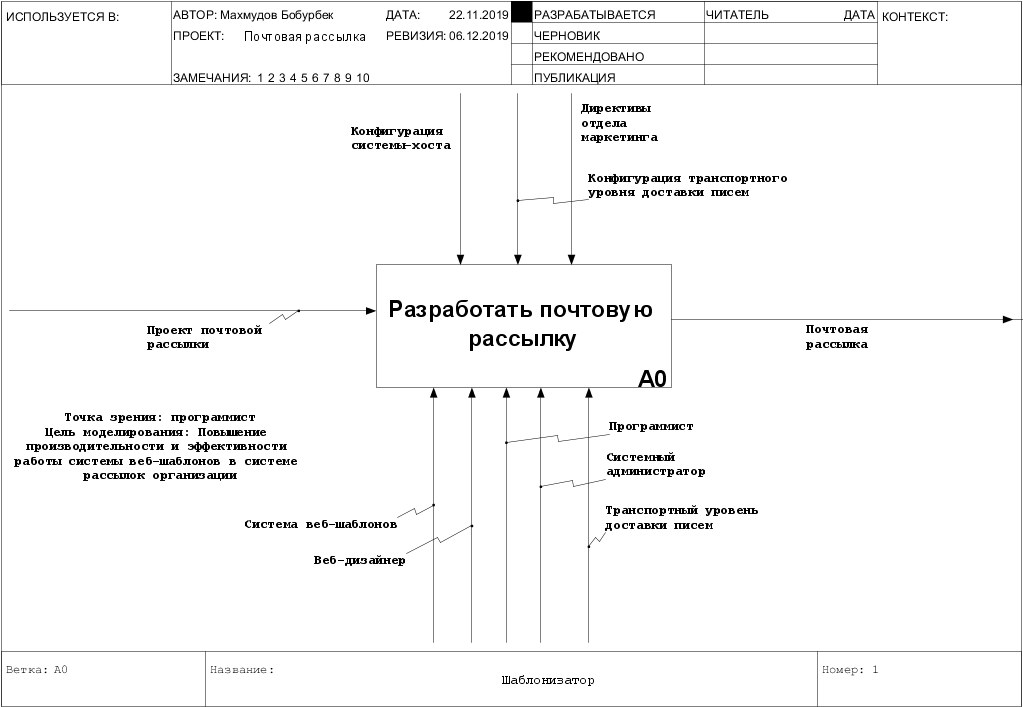 ИСПОЛЬЗУЕТСЯ В:
АВТОР: Махмудов Бобурбек
ДАТА: 22.11.2019
ПРОЕКТ: Почтовая рассылка
РЕВИЗИЯ: 06.12.2019
ЗАМЕЧАНИЯ: 1 2 3 4 5 6 7 8 9 10
РАЗРАБАТЫВАЕТСЯ
ЧЕРНОВИК
РЕКОМЕНДОВАНО
ПУБЛИКАЦИЯ
ЧИТАТЕЛЬ
ДАТА
КОНТЕКСТ:
Конфигурация
системы-хоста
Директивы
отдела
маркетинга
Конфигурация транспортного
уровня доставки писем
Разработать почтовую
рассылку
А0
Проект почтовой
рассылки
Почтовая
рассылка
Точка зрения: программист
Цель моделирования: Повышение
производительности и эффективности
работы системы веб-шаблонов в системе
рассылок организации
Программист
Системный
администратор
Транспортный уровень
доставки писем
Система веб-шаблонов
Веб-дизайнер
Ветка: А0
Название:
Шаблонизатор
Номер: 1